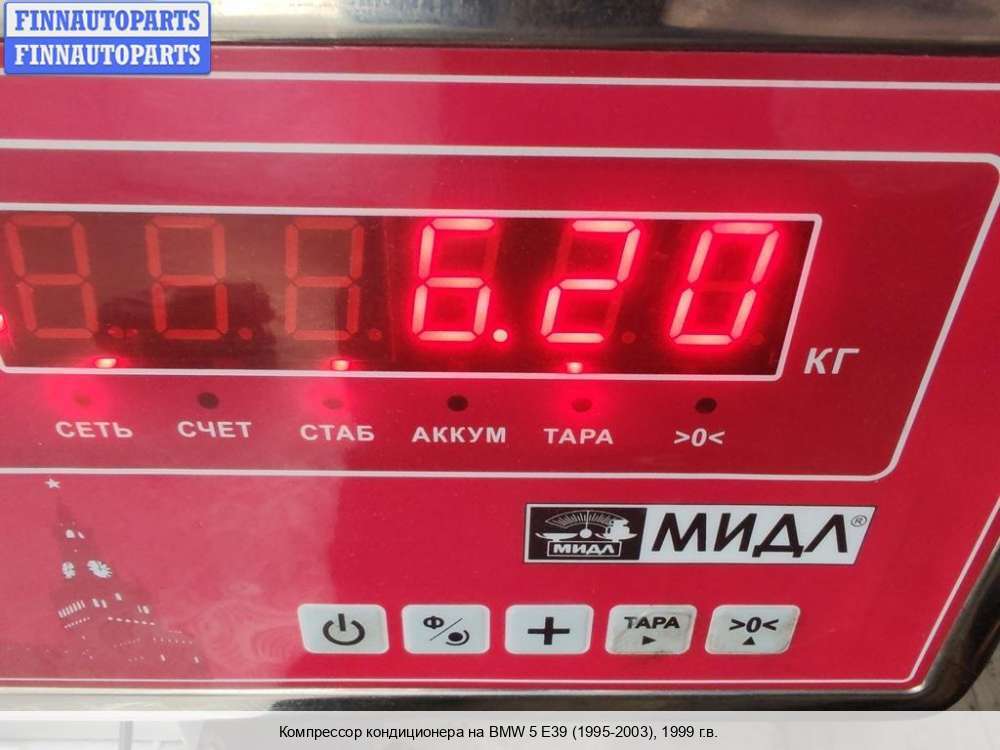 FINNAUTOPARTS
FINNAUTOPARTS
6.20
КГ
СЕТЬ СЧЕТ СТАБ АККУМ ТАРА >0<
МИДЛ МИДЛ®
Ф/ + ТАРА >0<
Компрессор кондиционера на BMW 5 E39 (1995-2003), 1999 г.в.